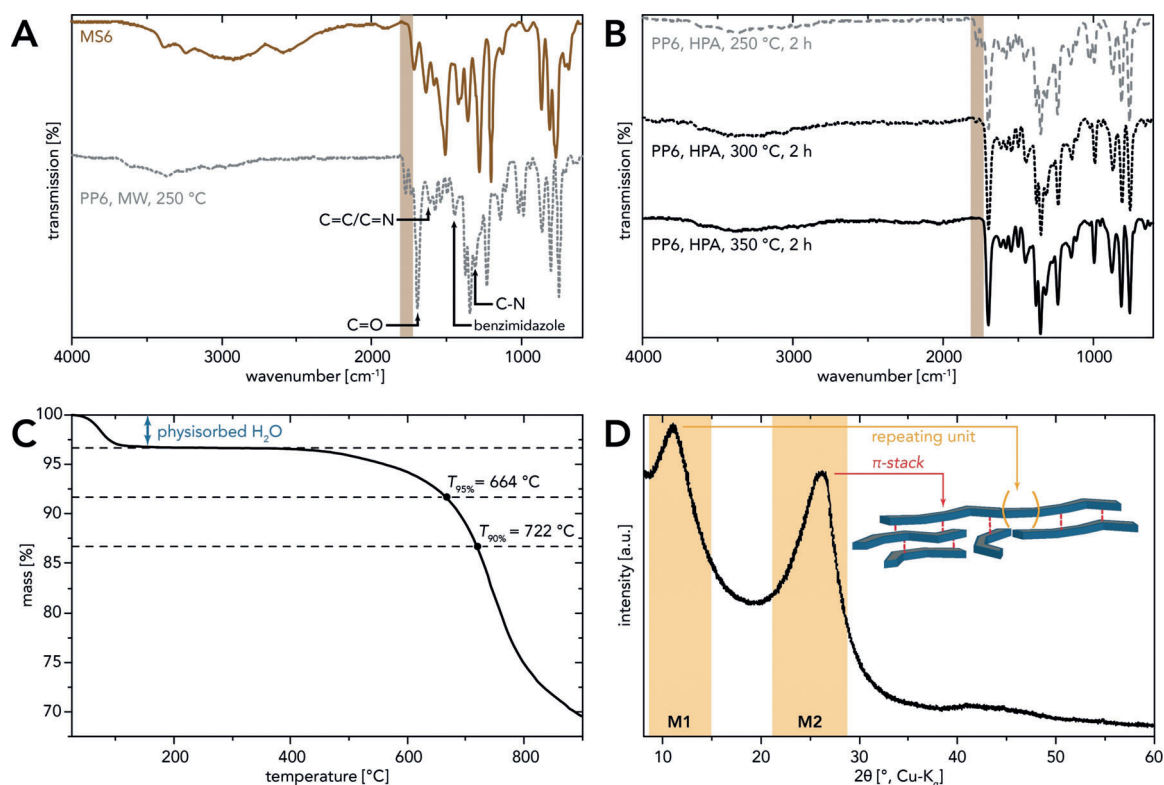 A
MS6
PP6, MW, 250 °C
C=C/C=N
C-N
benzimidazole
C=O
transmission [%]
4000 3000 2000 1000
wavenumber [cm⁻¹]
B
PP6, HPA, 250 °C, 2 h
PP6, HPA, 300 °C, 2 h
PP6, HPA, 350 °C, 2 h
transmission [%]
4000 3000 2000 1000
wavenumber [cm⁻¹]
C
physisorbed H₂O
T₉₅% = 664 °C
T₉₀% = 722 °C
100
95
90
85
80
75
70
mass [%]
200 400 600 800
temperature [°C]
D
repeating unit
π-stack
M1
M2
intensity [a.u.]
10 20 30 40 50 60
2θ [°, Cu-Kα]